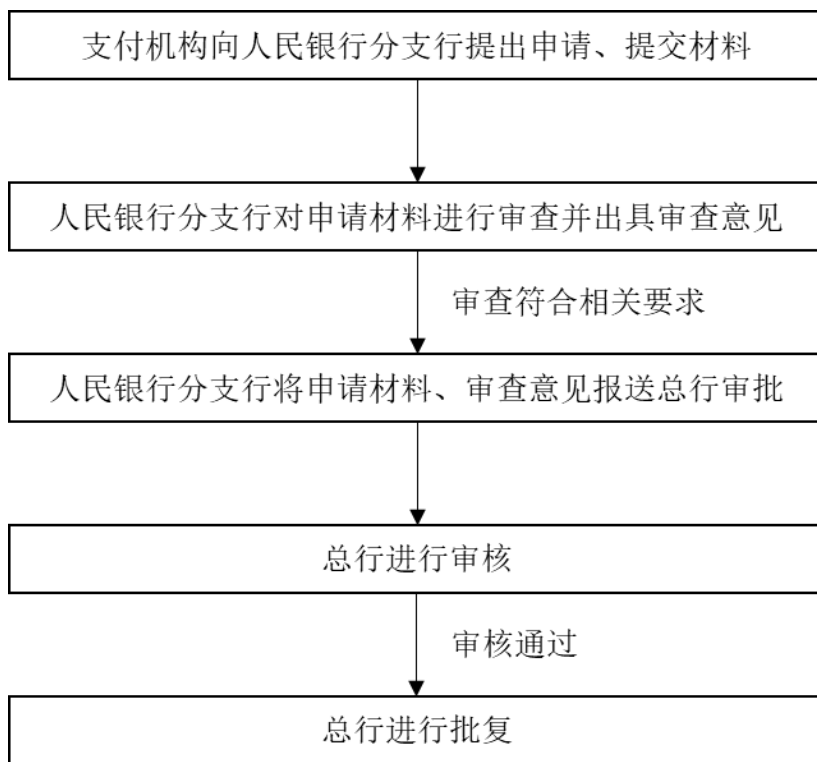 支付机构向人民银行分支行提出申请、提交材料
人民银行分支行对申请材料进行审查并出具审查意见
审查符合相关要求
人民银行分支行将申请材料、审查意见报送总行审批
总行进行审核
审核通过
总行进行批复